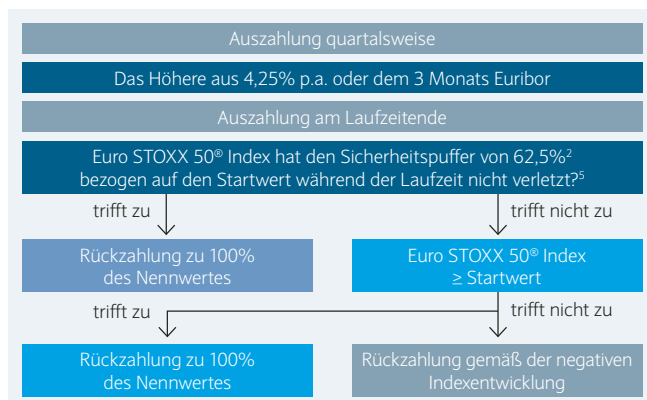 Auszahlung quartalsweise
Das Höhere aus 4,25% p.a. oder dem 3 Monats Euribor
Auszahlung am Laufzeitende
Euro STOXX 50® Index hat den Sicherheitspuffer von 62,5%²
bezogen auf den Startwert während der Laufzeit nicht verletzt?⁵
trifft zu
trifft nicht zu
Rückzahlung zu 100%
des Nennwertes
Euro STOXX 50® Index
≥ Startwert
trifft zu
trifft nicht zu
Rückzahlung zu 100%
des Nennwertes
Rückzahlung gemäß der negativen
Indexentwicklung